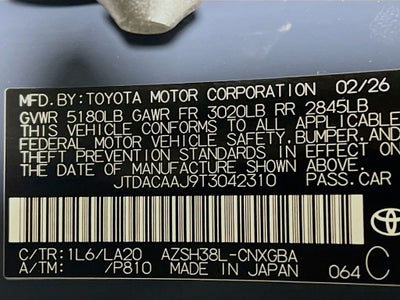 MFD. BY: TOYOTA MOTOR CORPORATION 02/26
GVWR 5180LB GAWR FR 3020LB RR 2845LB
THIS VEHICLE CONFORMS TO ALL APPLICABLE
FEDERAL MOTOR VEHICLE SAFETY, BUMPER, AND
THEFT PREVENTION STANDARDS IN EFFECT ON
THE DATE OF MANUFACTURE SHOWN ABOVE.
JTDACAAJ9T3042310 PASS. CAR
C/TR: 1L6/LA20 AZSH38L-CNXGBA
A/TM: /P810 MADE IN JAPAN 064 C
TOYOTA